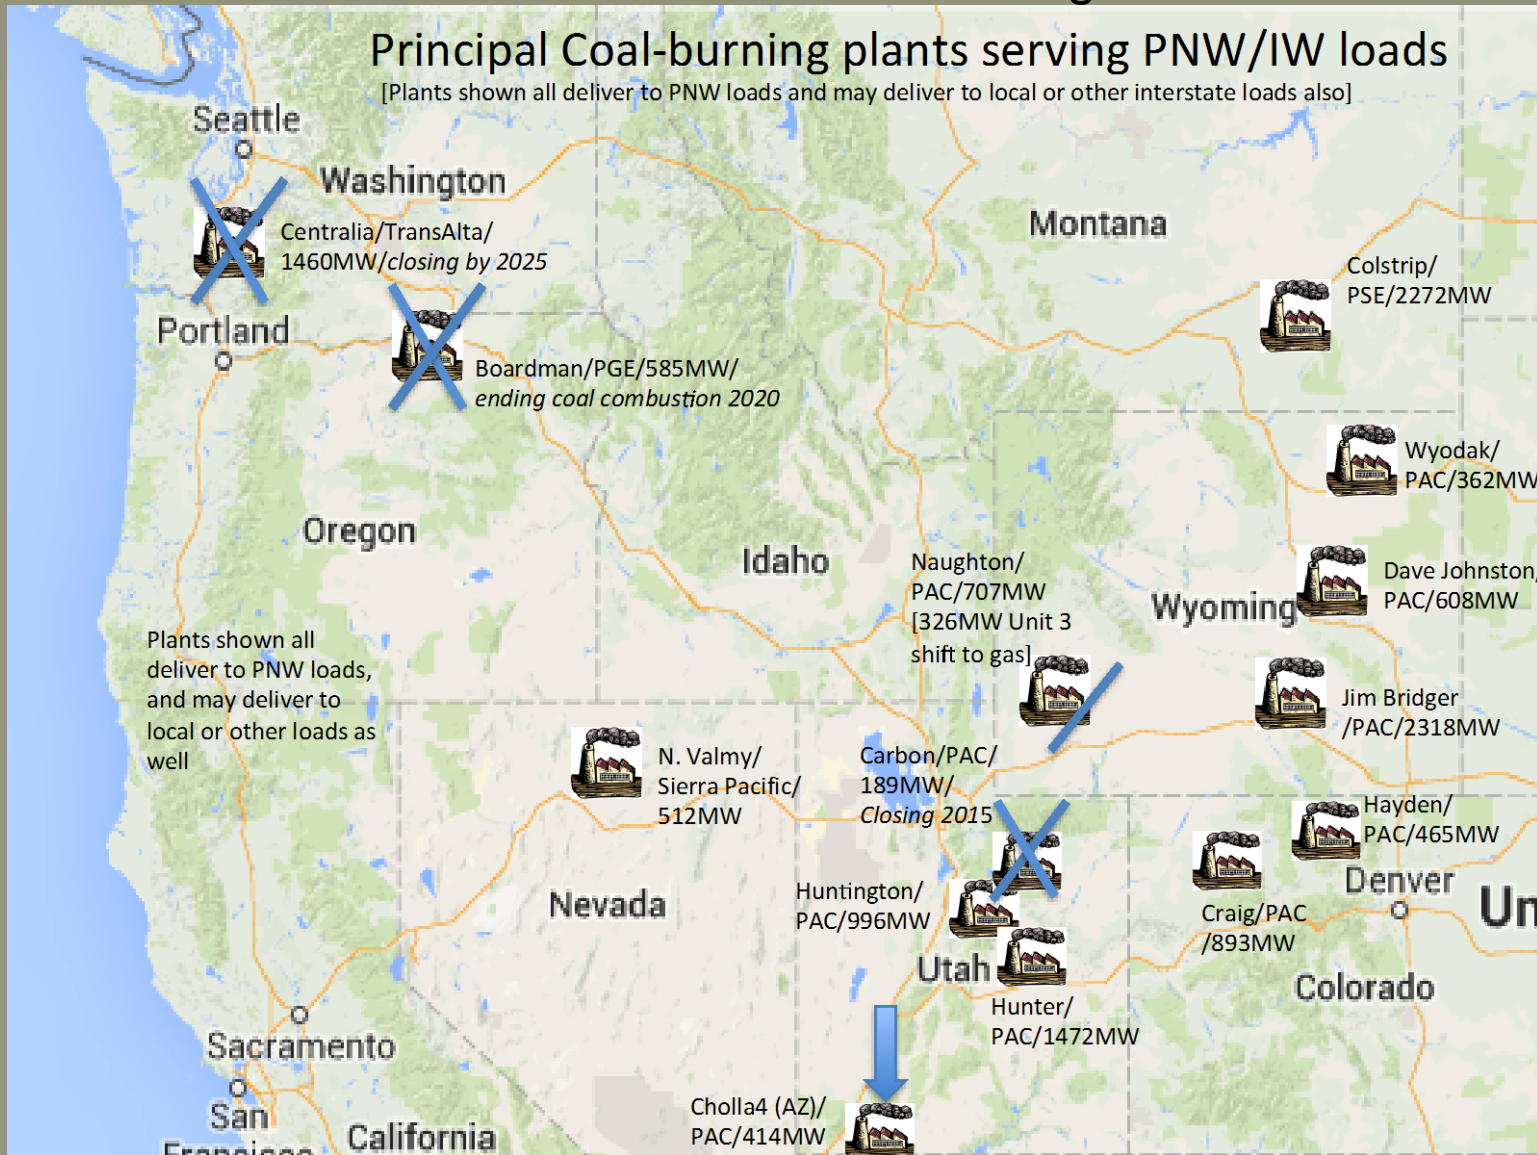 Principal Coal-burning plants serving PNW/IW loads
[Plants shown all deliver to PNW loads and may deliver to local or other interstate loads also]
Seattle
Washington
Montana
Centralia/TransAlta/
1460MW/closing by 2025
Colstrip/
PSE/2272MW
Portland
Boardman/PGE/585MW/
ending coal combustion 2020
Wyodak/
PAC/362MW
Oregon
Idaho
Naughton/
PAC/707MW
[326MW Unit 3
shift to gas]
Wyoming
Dave Johnston/
PAC/608MW
Plants shown all
deliver to PNW loads,
and may deliver to
local or other loads as
well
Jim Bridger
/PAC/2318MW
N. Valmy/
Sierra Pacific/
512MW
Carbon/PAC/
189MW/
Closing 2015
Hayden/
PAC/465MW
Denver
Huntington/
PAC/996MW
Nevada
Craig/PAC
/893MW
Un
Utah
Colorado
Hunter/
PAC/1472MW
Sacramento
San
Francisco
California
Cholla4 (AZ)/
PAC/414MW